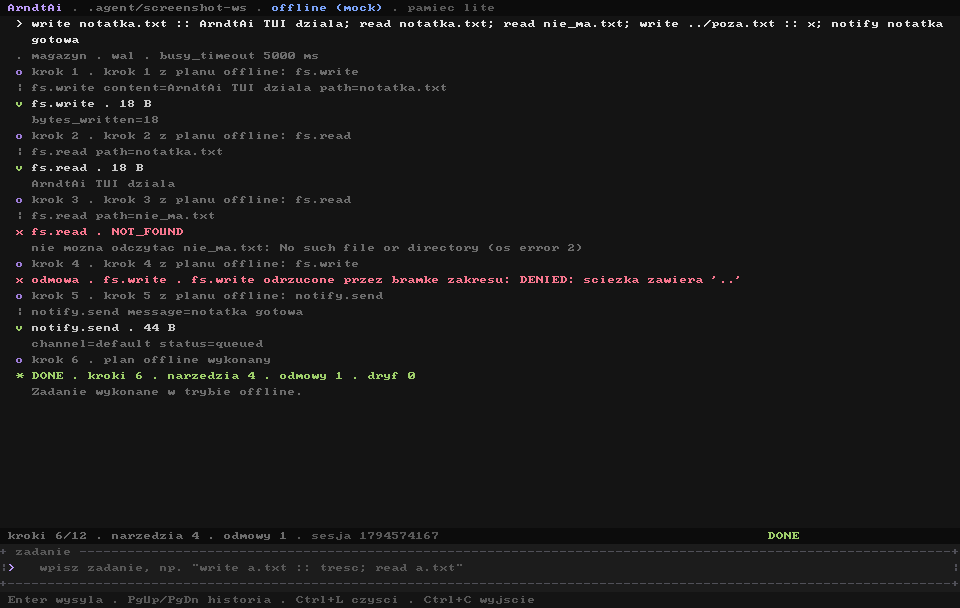 ArndtAi . .agent/screenshot-ws . offline (mock) . pamiec lite
> write notatka.txt :: ArndtAi TUI dziala; read notatka.txt; read nie_ma.txt; write ../poza.txt :: x; notify notatka
gotowa
. magazyn . wal . busy_timeout 5000 ms
o krok 1 . krok 1 z planu offline: fs.write
¦ fs.write content=ArndtAi TUI dziala path=notatka.txt
v fs.write . 18 B
bytes_written=18
o krok 2 . krok 2 z planu offline: fs.read
¦ fs.read path=notatka.txt
v fs.read . 18 B
ArndtAi TUI dziala
o krok 3 . krok 3 z planu offline: fs.read
¦ fs.read path=nie_ma.txt
x fs.read . NOT_FOUND
nie mozna odczytac nie_ma.txt: No such file or directory (os error 2)
o krok 4 . krok 4 z planu offline: fs.write
x odmowa . fs.write . fs.write odrzucone przez bramke zakresu: DENIED: sciezka zawiera '..'
o krok 5 . krok 5 z planu offline: notify.send
¦ notify.send message=notatka gotowa
v notify.send . 44 B
channel=default status=queued
o krok 6 . plan offline wykonany
* DONE . kroki 6 . narzedzia 4 . odmowy 1 . dryf 0
Zadanie wykonane w trybie offline.
kroki 6/12 . narzedzia 4 . odmowy 1 . sesja 1794574167 DONE
+ zadanie +
¦> wpisz zadanie, np. "write a.txt :: tresc; read a.txt" ¦
Enter wysyla . PgUp/PgDn historia . Ctrl+L czysci . Ctrl+C wyjscie